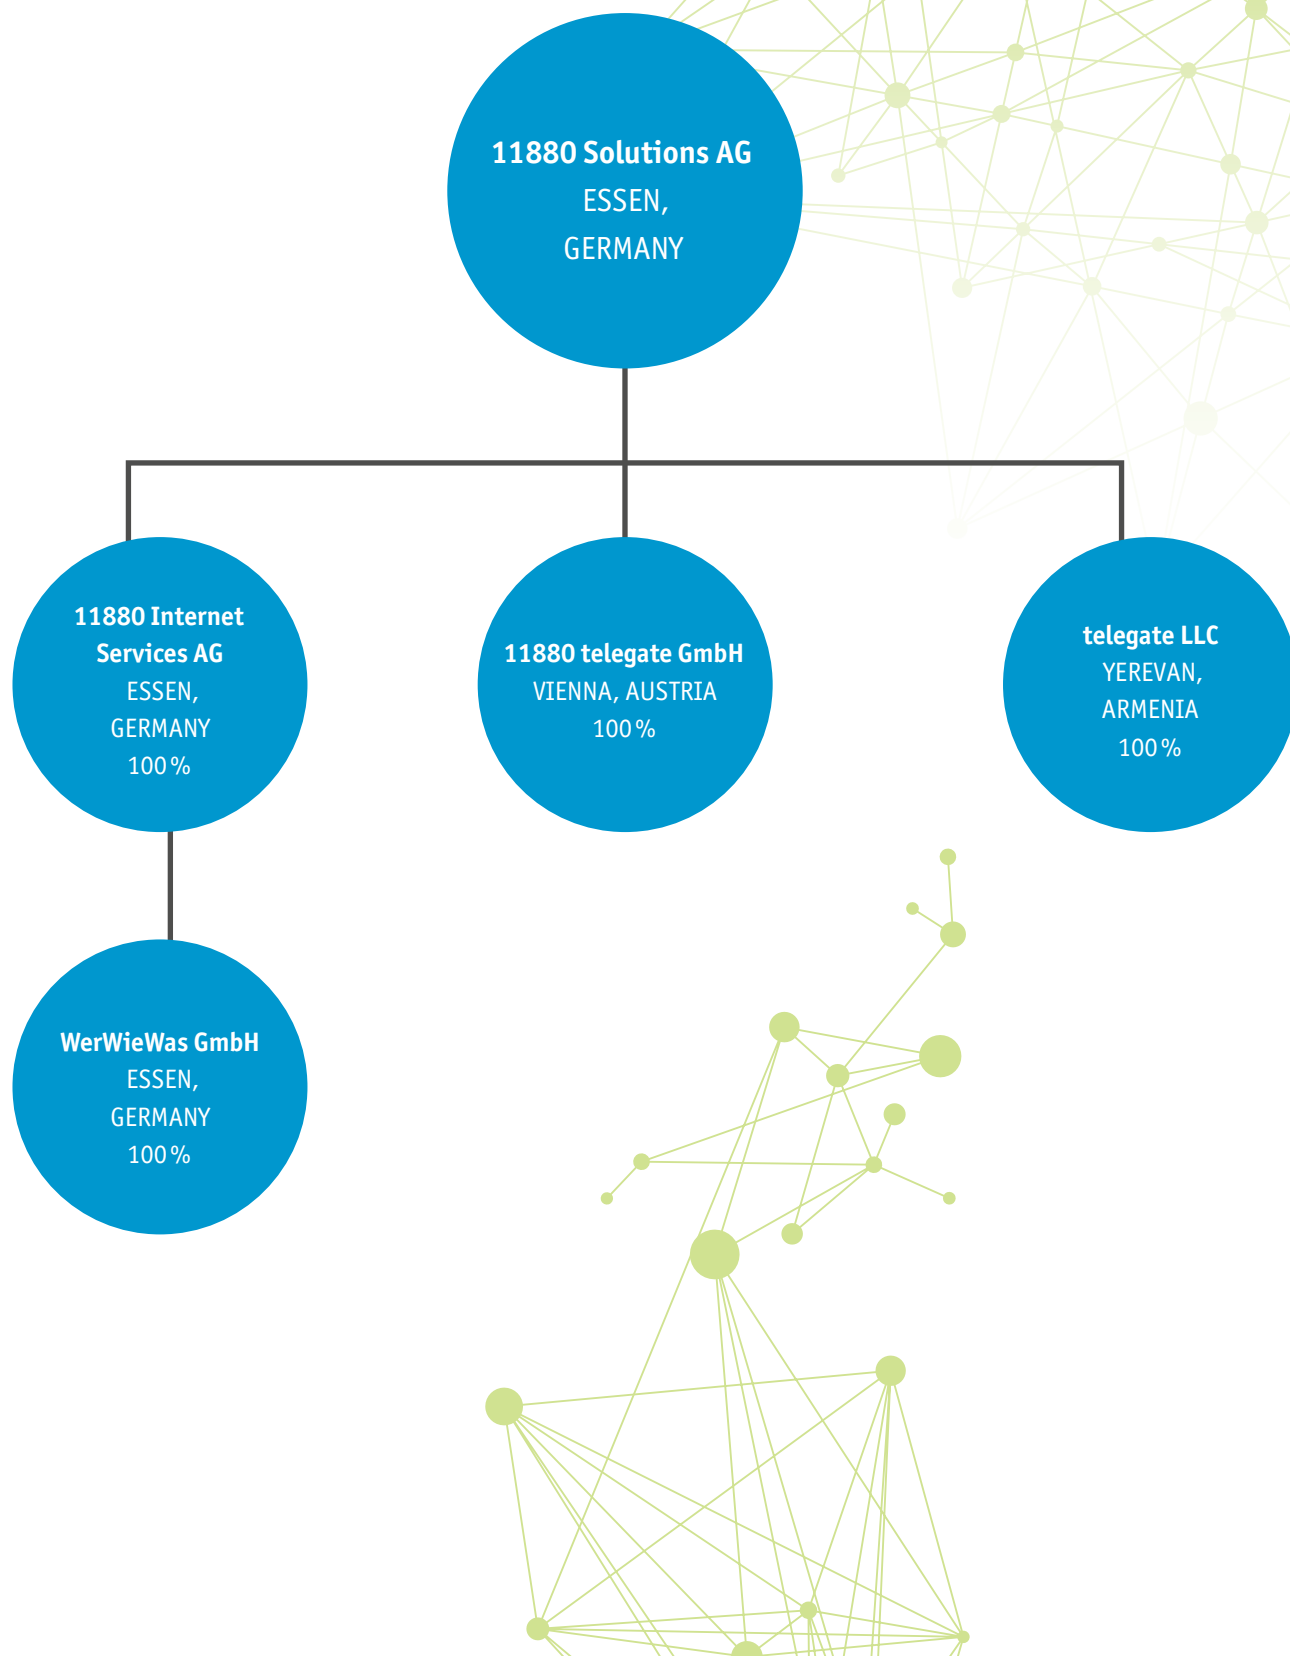 11880 Solutions AG
ESSEN,
GERMANY
11880 Internet
Services AG
ESSEN,
GERMANY
100 %
11880 telegate GmbH
VIENNA, AUSTRIA
100 %
telegate LLC
YEREVAN,
ARMENIA
100 %
WerWieWas GmbH
ESSEN,
GERMANY
100 %